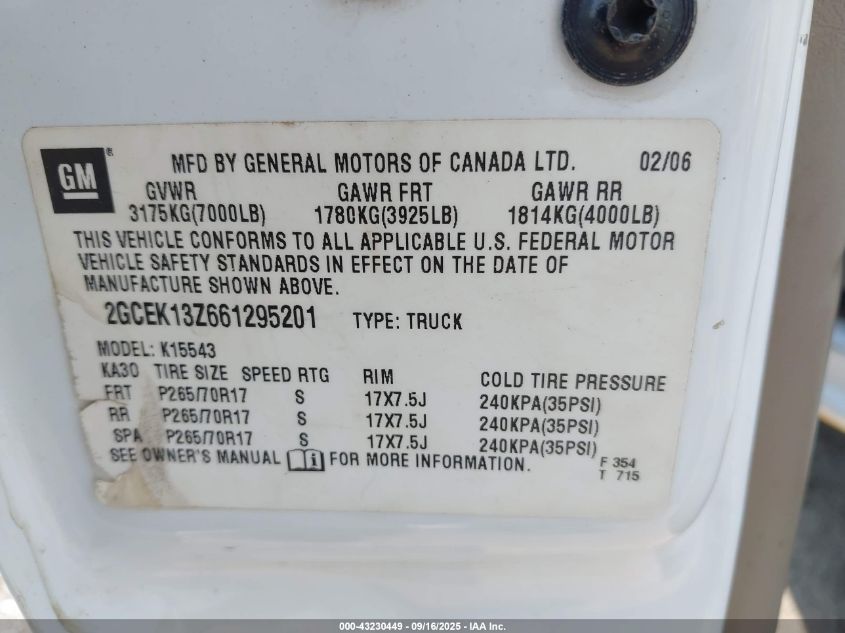 GM®
MFD BY GENERAL MOTORS OF CANADA LTD. 02/06
GVWR GAWR FRT GAWR RR
3175KG(7000LB) 1780KG(3925LB) 1814KG(4000LB)
THIS VEHICLE CONFORMS TO ALL APPLICABLE U.S. FEDERAL MOTOR
VEHICLE SAFETY STANDARDS IN EFFECT ON THE DATE OF
MANUFACTURE SHOWN ABOVE.
2GCEK13Z661295201 TYPE: TRUCK
MODEL: K15543
KA30 TIRE SIZE SPEED RTG RIM COLD TIRE PRESSURE
FRT P265/70R17 S 17X7.5J 240KPA(35PSI)
RR P265/70R17 S 17X7.5J 240KPA(35PSI)
SPA P265/70R17 S 17X7.5J 240KPA(35PSI)
SEE OWNER'S MANUAL i FOR MORE INFORMATION.
F 354
T 715
000-43230449 - 09/16/2025 - IAA Inc.